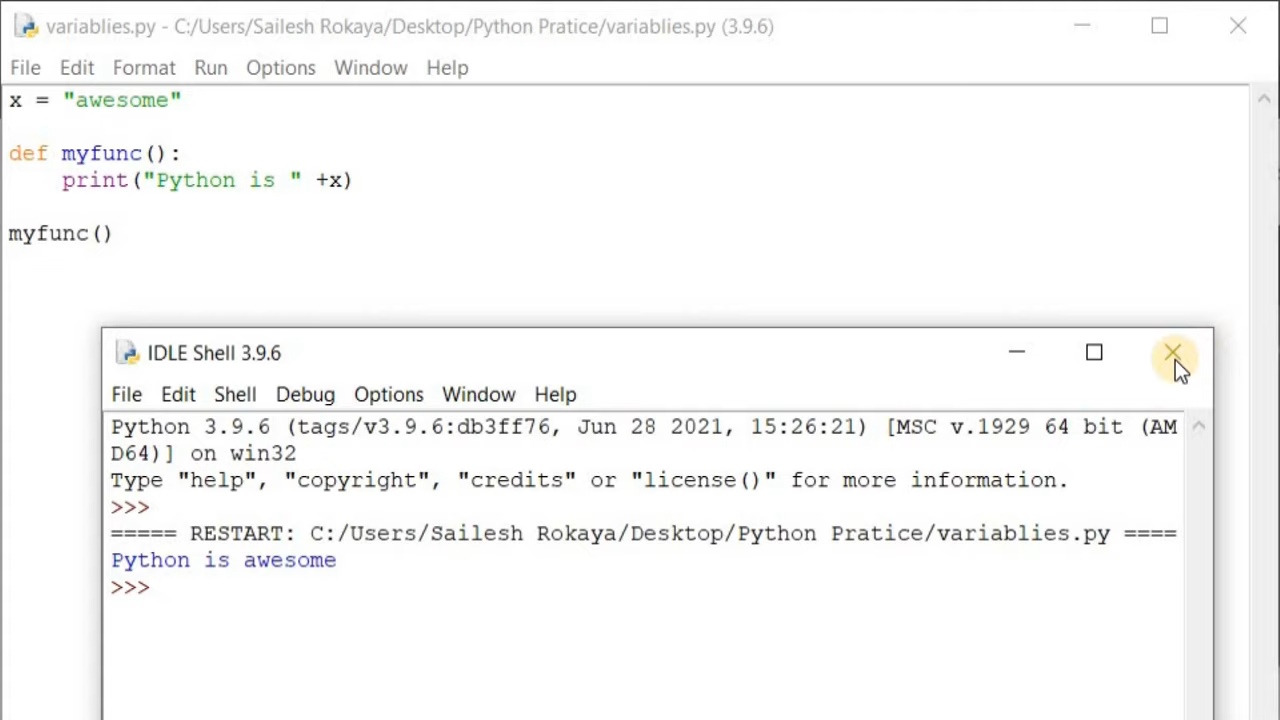 variablies.py - C:/Users/Sailesh Rokaya/Desktop/Python Pratice/variablies.py (3.9.6)
File Edit Format Run Options Window Help
x = "awesome"
def myfunc():
    print("Python is " +x)
myfunc()
IDLE Shell 3.9.6
File Edit Shell Debug Options Window Help
Python 3.9.6 (tags/v3.9.6:db3ff76, Jun 28 2021, 15:26:21) [MSC v.1929 64 bit (AM
D64)] on win32
Type "help", "copyright", "credits" or "license()" for more information.
>>>
===== RESTART: C:/Users/Sailesh Rokaya/Desktop/Python Pratice/variablies.py ====
Python is awesome
>>>